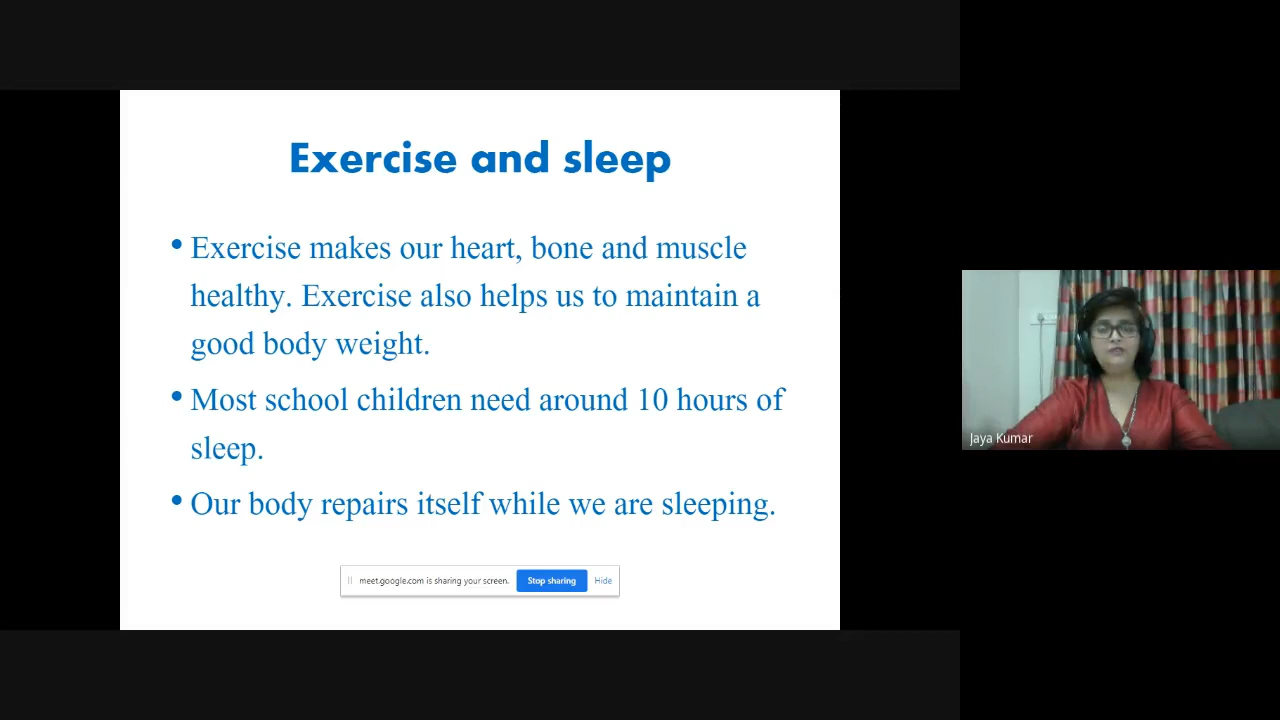 Exercise and sleep
• Exercise makes our heart, bone and muscle
healthy. Exercise also helps us to maintain a
good body weight.
• Most school children need around 10 hours of
sleep.
• Our body repairs itself while we are sleeping.
meet.google.com is sharing your screen. Stop sharing Hide
Jaya Kumar